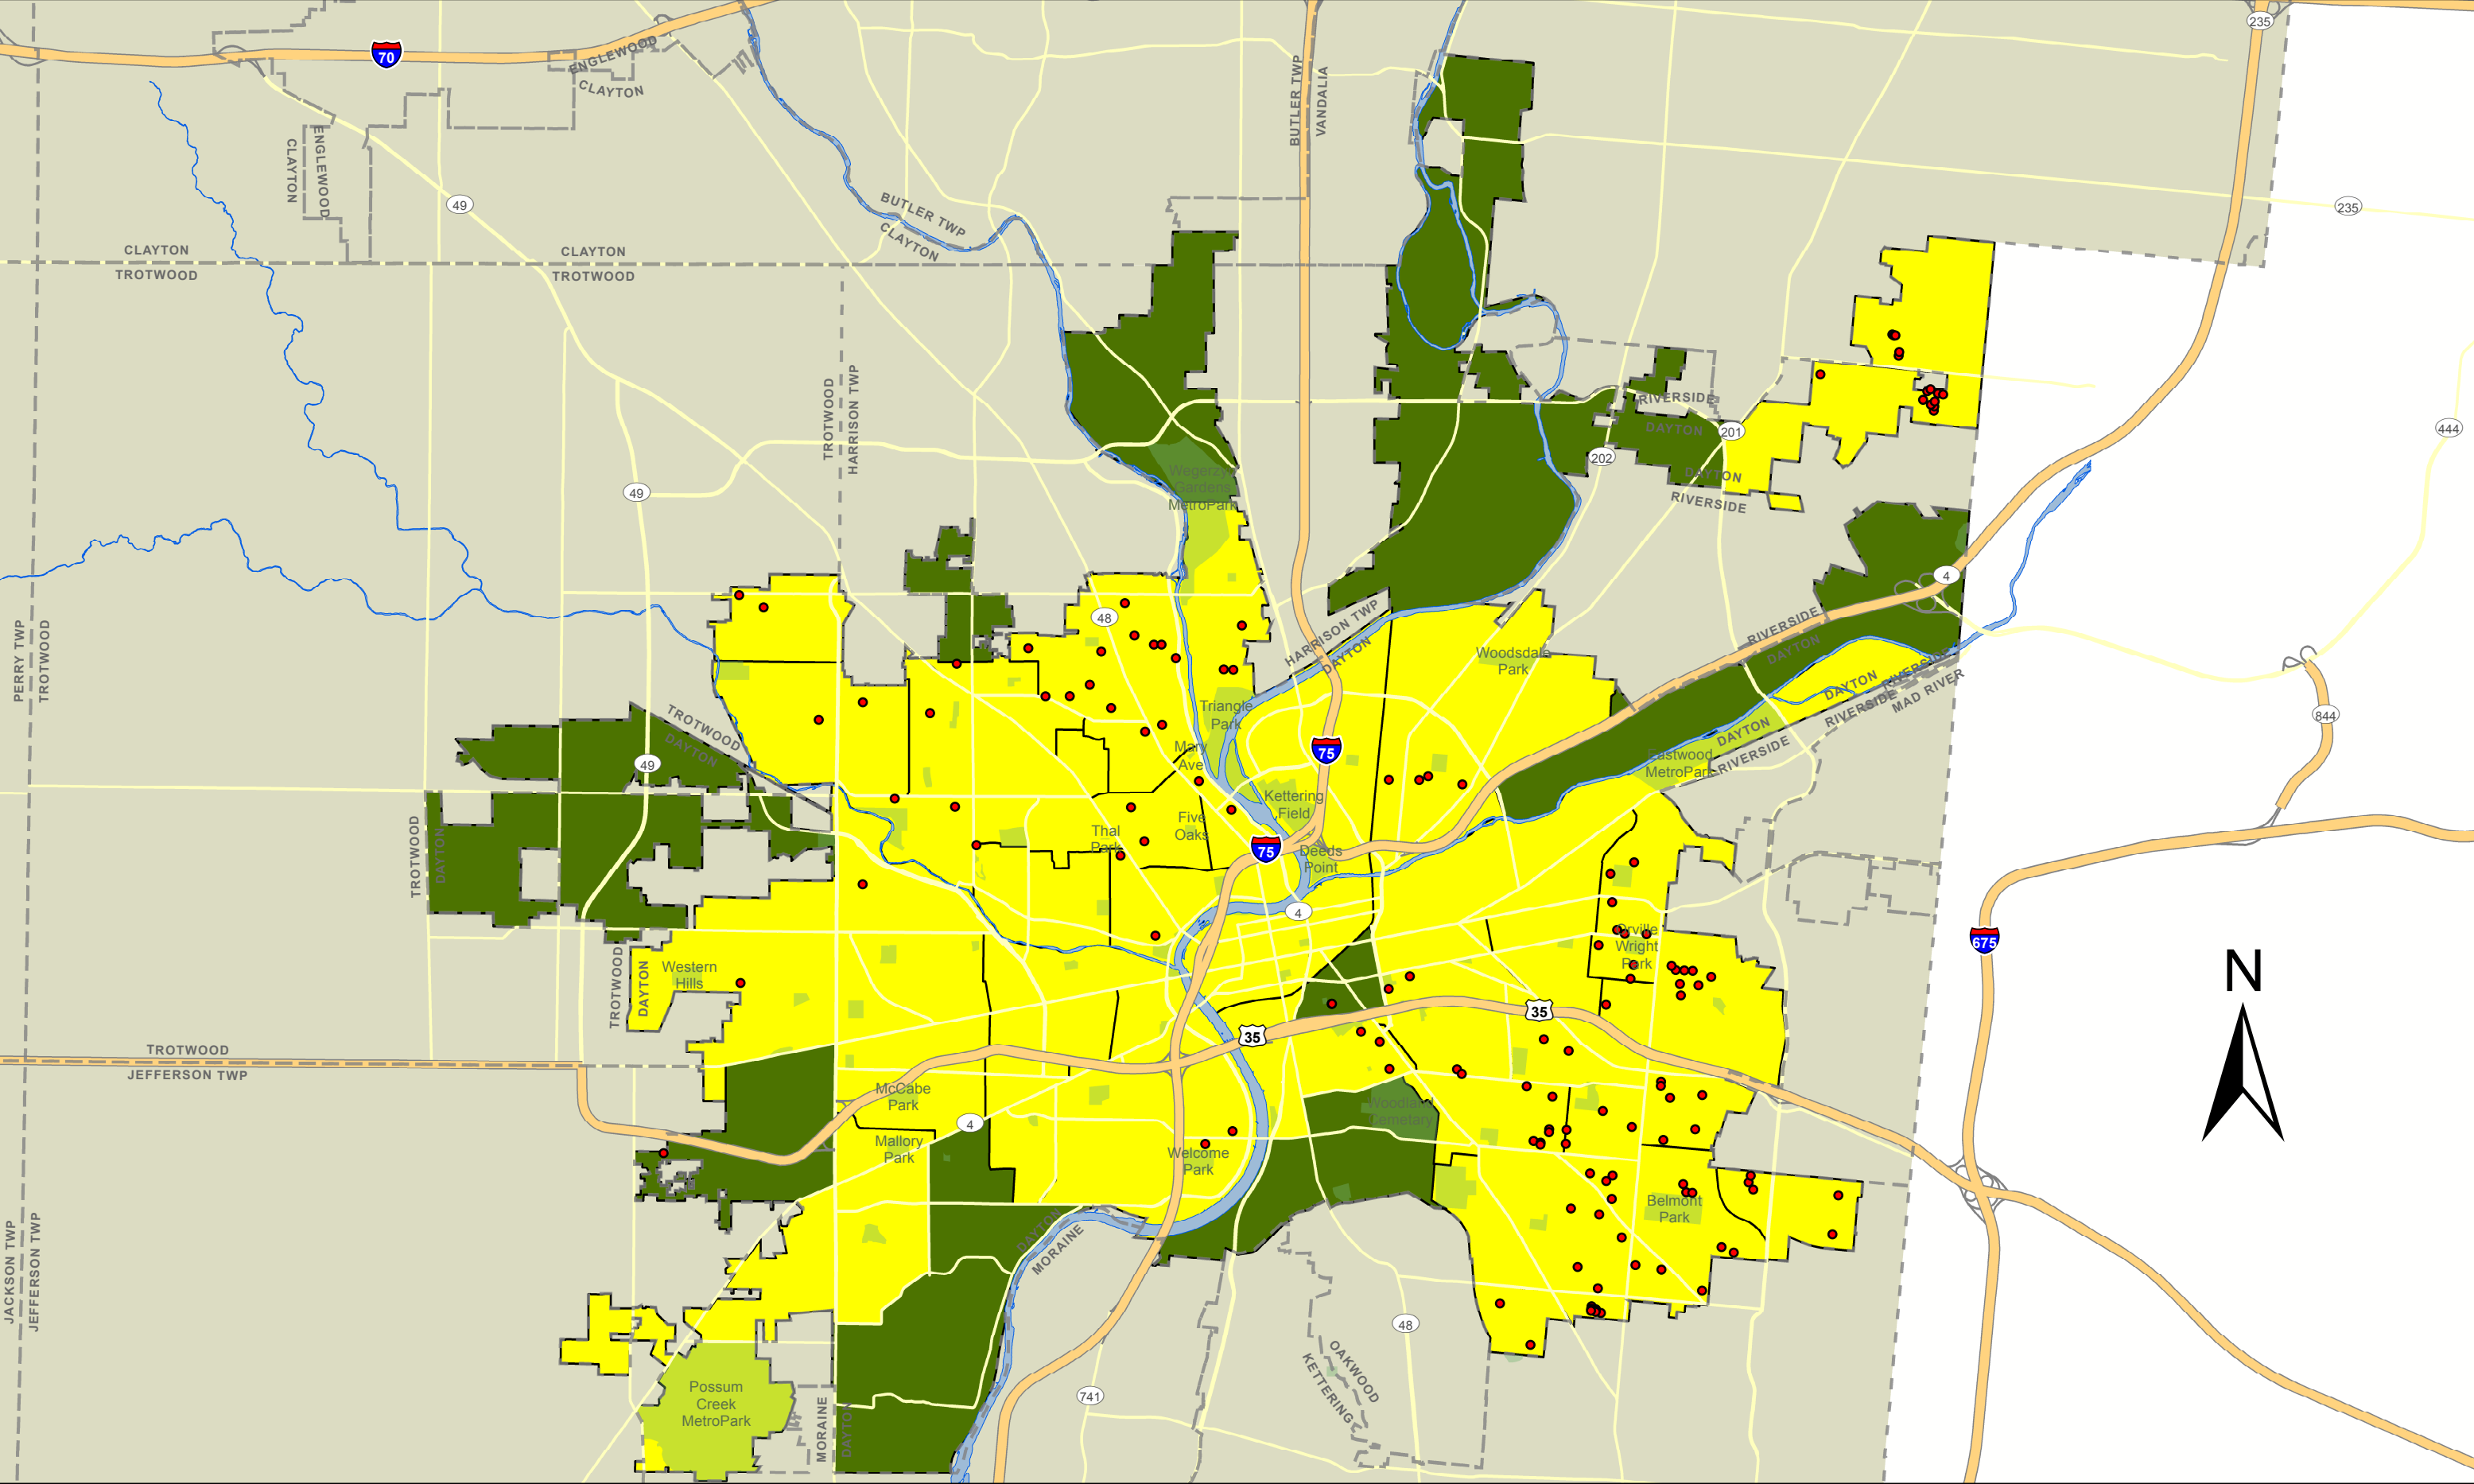 235
70
ENGLEWOOD
CLAYTON
BUTLER TWP
VANDALIA
CLAYTON
ENGLEWOOD
49
235
BUTLER TWP
CLAYTON
CLAYTON
TROTWOOD
CLAYTON
TROTWOOD
TROTWOOD
HARRISON TWP
RIVERSIDE
DAYTON
201
444
202
DAYTON
RIVERSIDE
Wegerzyn
Gardens
MetroPark
49
4
48
HARRISON TWP
DAYTON
RIVERSIDE
DAYTON
Woodsdale
Park
PERRY TWP
TROTWOOD
DAYTON
RIVERSIDE
RIVERSIDE
MAD RIVER
TROTWOOD
DAYTON
Triangle
Park
844
DAYTON
RIVERSIDE
75
Mary
Ave
Eastwood
MetroPark
49
Kettering
Field
Five
Oaks
Thal
Park
75
Deeds
Point
TROTWOOD
DAYTON
4
Orville
Wright
Park
675
N
Western
Hills
TROTWOOD
DAYTON
35
35
TROTWOOD
JEFFERSON TWP
McCabe
Park
Woodland
Cemetary
4
Mallory
Park
Welcome
Park
Belmont
Park
DAYTON
MORAINE
JACKSON TWP
JEFFERSON TWP
48
OAKWOOD
KETTERING
741
Possum
Creek
MetroPark
MORAINE
DAYTON